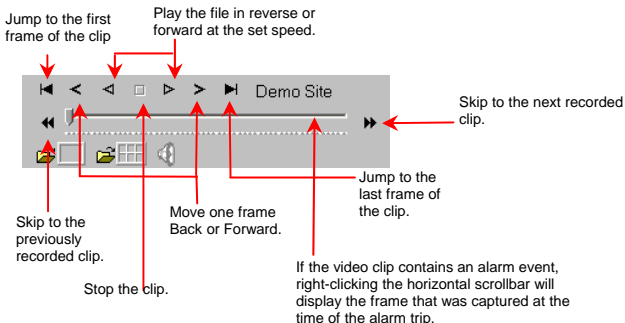 Jump to the first
frame of the clip
Play the file in reverse or
forward at the set speed.
Demo Site
Skip to the next recorded
clip.
Jump to the
last frame of
the clip.
Move one frame
Back or Forward.
Skip to the
previously
recorded clip.
Stop the clip.
If the video clip contains an alarm event,
right-clicking the horizontal scrollbar will
display the frame that was captured at the
time of the alarm trip.